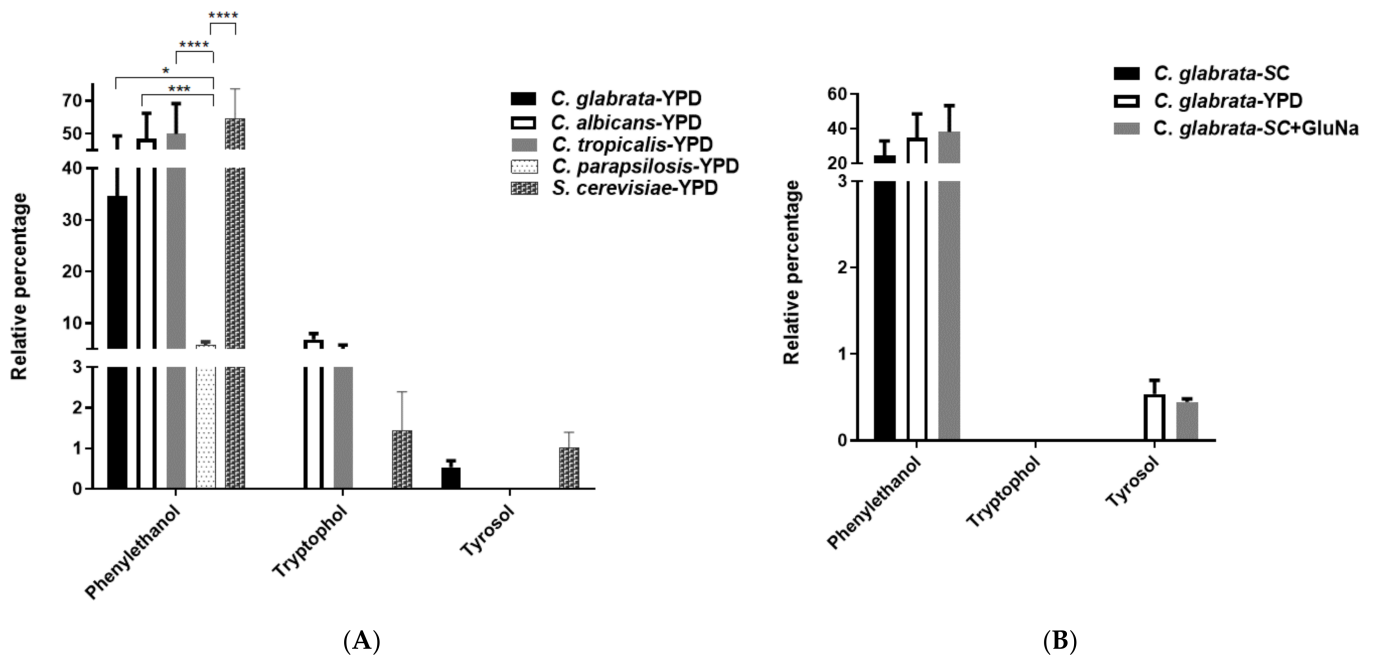 ****
****
*
***
70
50
40
30
20
10
3
2
1
0
Relative percentage
Phenylethanol
Tryptophol
Tyrosol
C. glabrata-YPD
C. albicans-YPD
C. tropicalis-YPD
C. parapsilosis-YPD
S. cerevisiae-YPD
(A)
60
40
20
3
2
1
0
Relative percentage
Phenylethanol
Tryptophol
Tyrosol
C. glabrata-SC
C. glabrata-YPD
C. glabrata-SC+GluNa
(B)